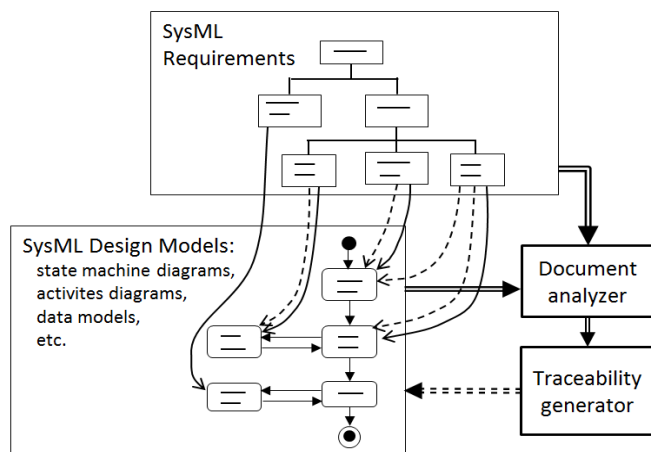 SysML
Requirements
SysML Design Models:
state machine diagrams,
activites diagrams,
data models,
etc.
Document
analyzer
Traceability
generator